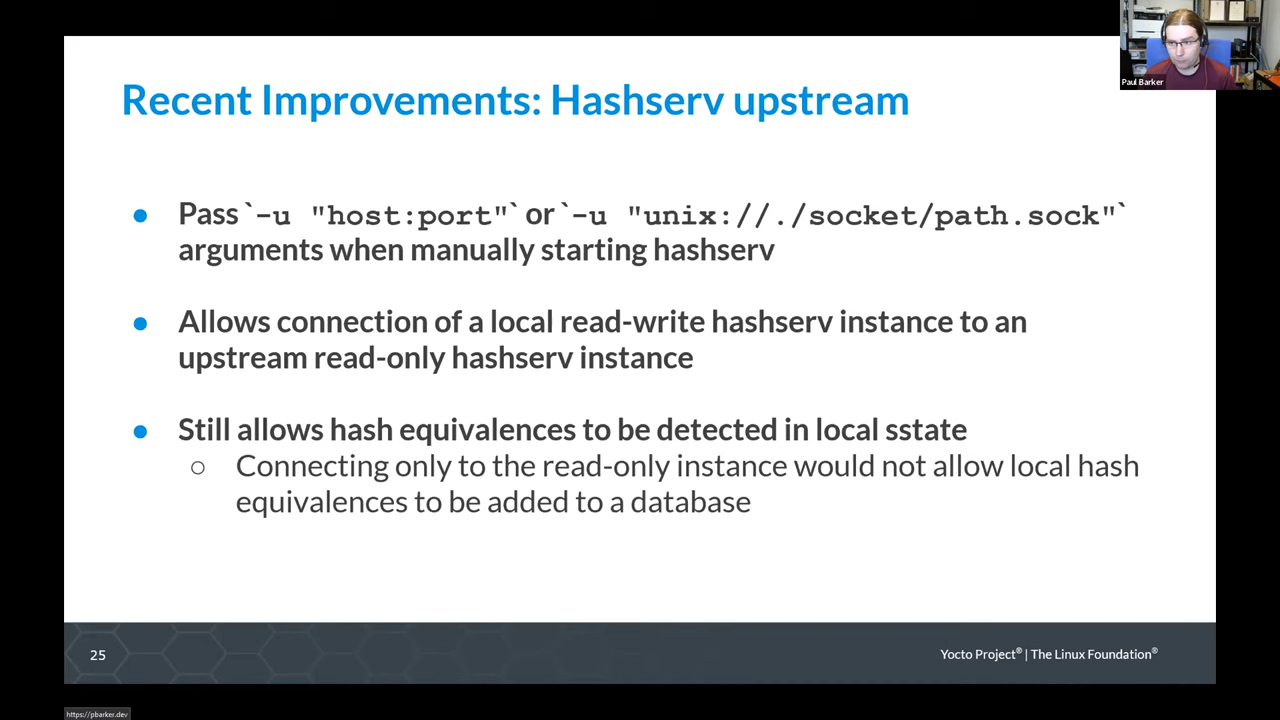 Paul Barker
Recent Improvements: Hashserv upstream
● Pass `-u "host:port"` or `-u "unix://./socket/path.sock"`
arguments when manually starting hashserv
● Allows connection of a local read-write hashserv instance to an
upstream read-only hashserv instance
● Still allows hash equivalences to be detected in local sstate
○ Connecting only to the read-only instance would not allow local hash
equivalences to be added to a database
25
Yocto Project® | The Linux Foundation®
https://pbarker.dev